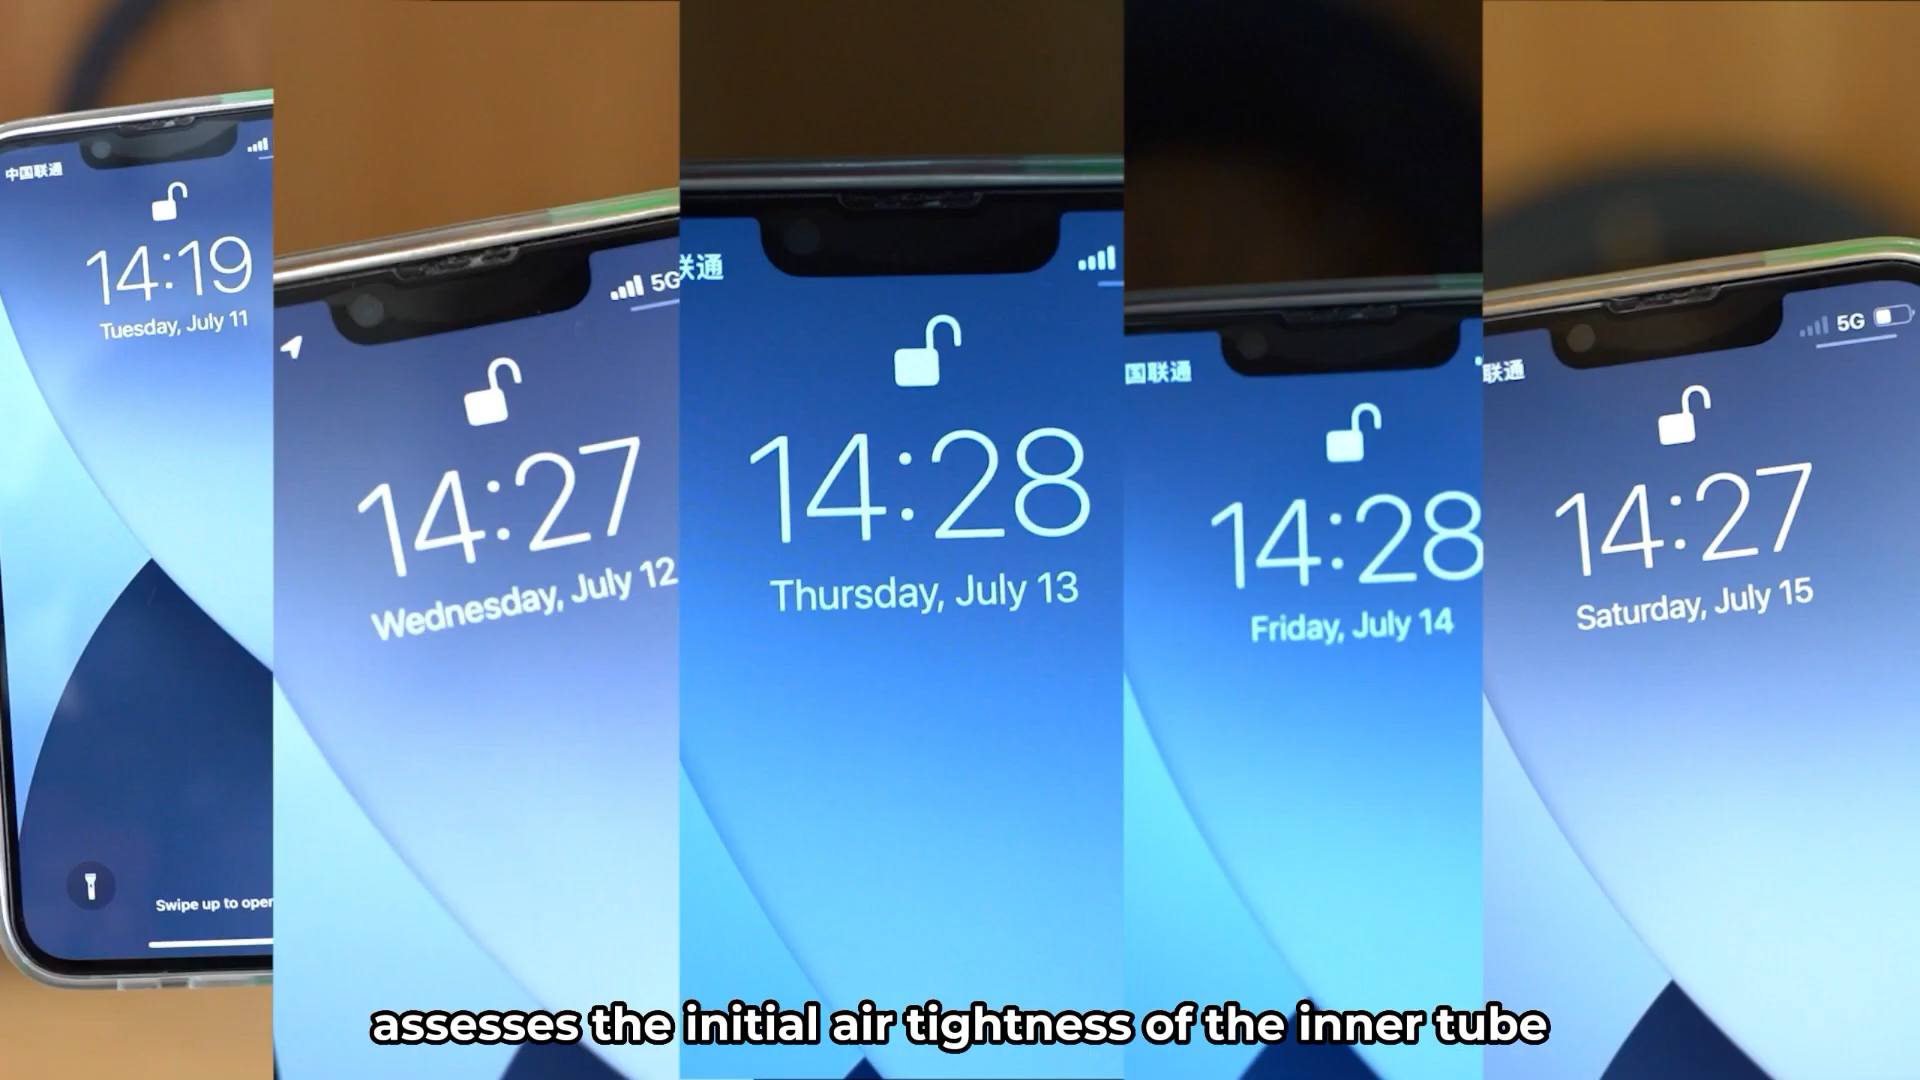 中国联通
14:19
Tuesday, July 11
Swipe up to open
5G
14:27
Wednesday, July 12
联通
14:28
Thursday, July 13
国联通
14:28
Friday, July 14
联通
5G
14:27
Saturday, July 15
assesses the initial air tightness of the inner tube